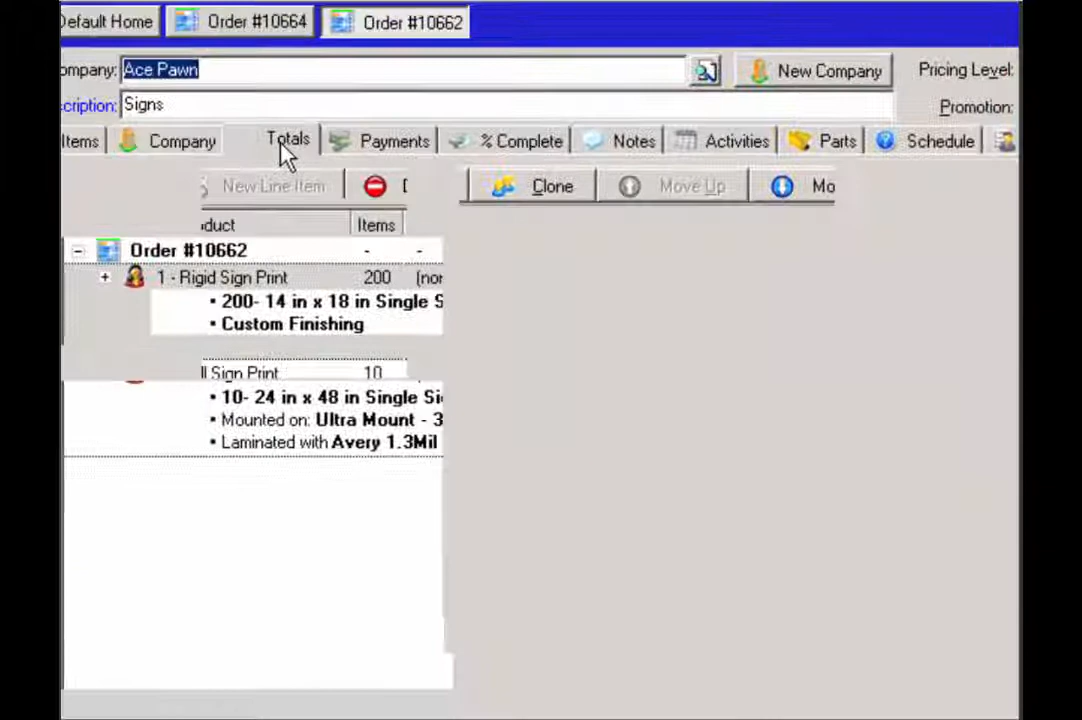 Default Home Order #10664 Order #10662
ompany: Ace Pawn New Company Pricing Level:
cription: Signs Promotion:
Items Company Totals Payments % Complete Notes Activities Parts Schedule
New Line Item Clone Move Up Mo
duct Items
Order #10662 - -
1 - Rigid Sign Print 200 (nor
• 200- 14 in x 18 in Single S
• Custom Finishing
ll Sign Print 10
• 10- 24 in x 48 in Single Si
• Mounted on: Ultra Mount - 3
• Laminated with Avery 1.3Mil